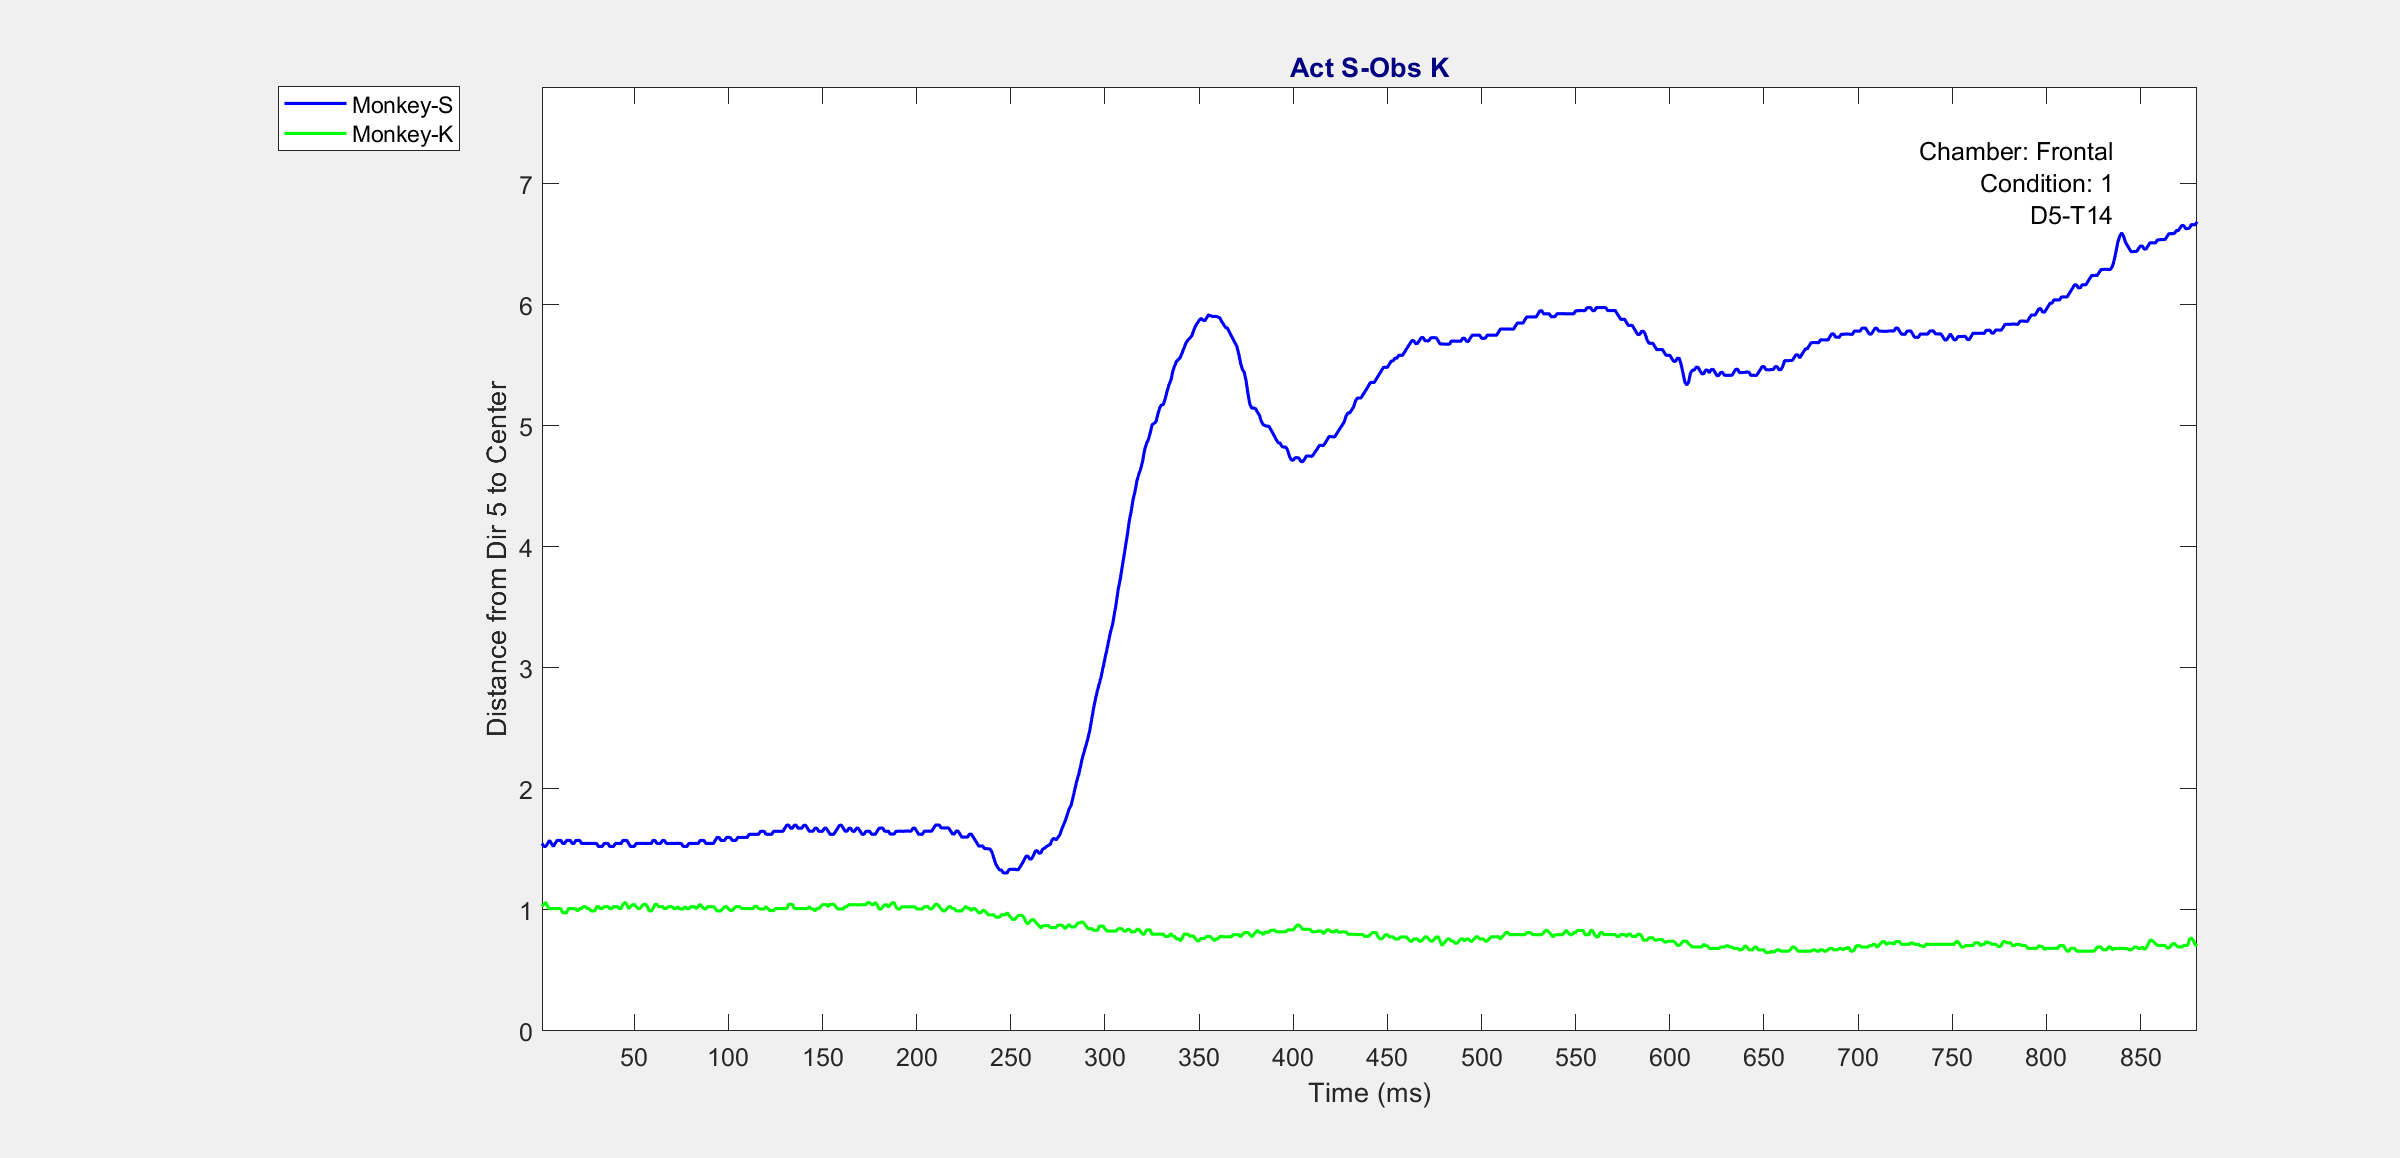 Act S-Obs K
Monkey-S
Monkey-K
Chamber: Frontal
Condition: 1
D5-T14
Distance from Dir 5 to Center
7
6
5
4
3
2
1
0
50 100 150 200 250 300 350 400 450 500 550 600 650 700 750 800 850
Time (ms)